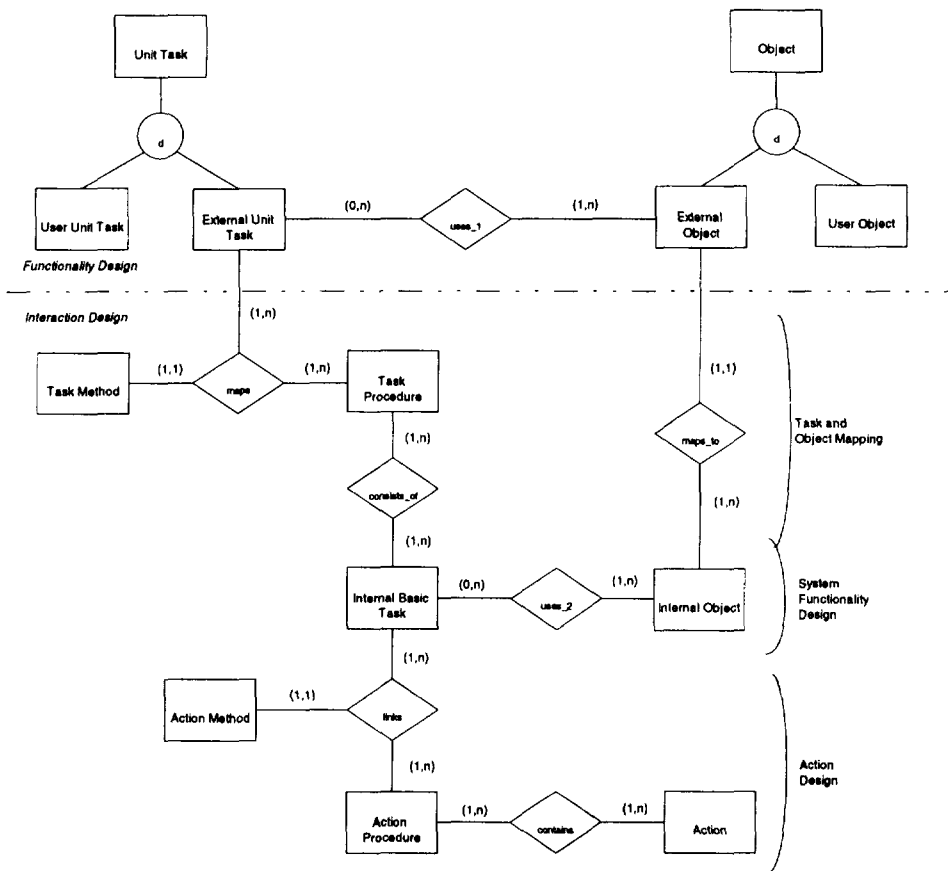 Unit Task
Object
d
d
User Unit Task
External Unit
Task
(0,n)
uses_1
(1,n)
External
Object
User Object
Functionality Design
Interaction Design
(1,n)
Task Method
(1,1)
maps
(1,n)
Task
Procedure
(1,1)
maps_to
(1,n)
Task and
Object Mapping
(1,n)
consists_of
(1,n)
Internal Basic
Task
(0,n)
uses_2
(1,n)
Internal Object
System
Functionality
Design
(1,n)
Action Method
(1,1)
links
(1,n)
Action
Procedure
(1,n)
contains
(1,n)
Action
Action
Design